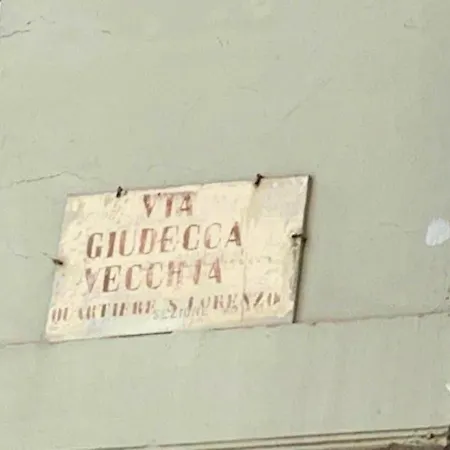 VIA
GIUDECCA
VECCHIA
QUARTIERE S. LORENZO
SEZIONE